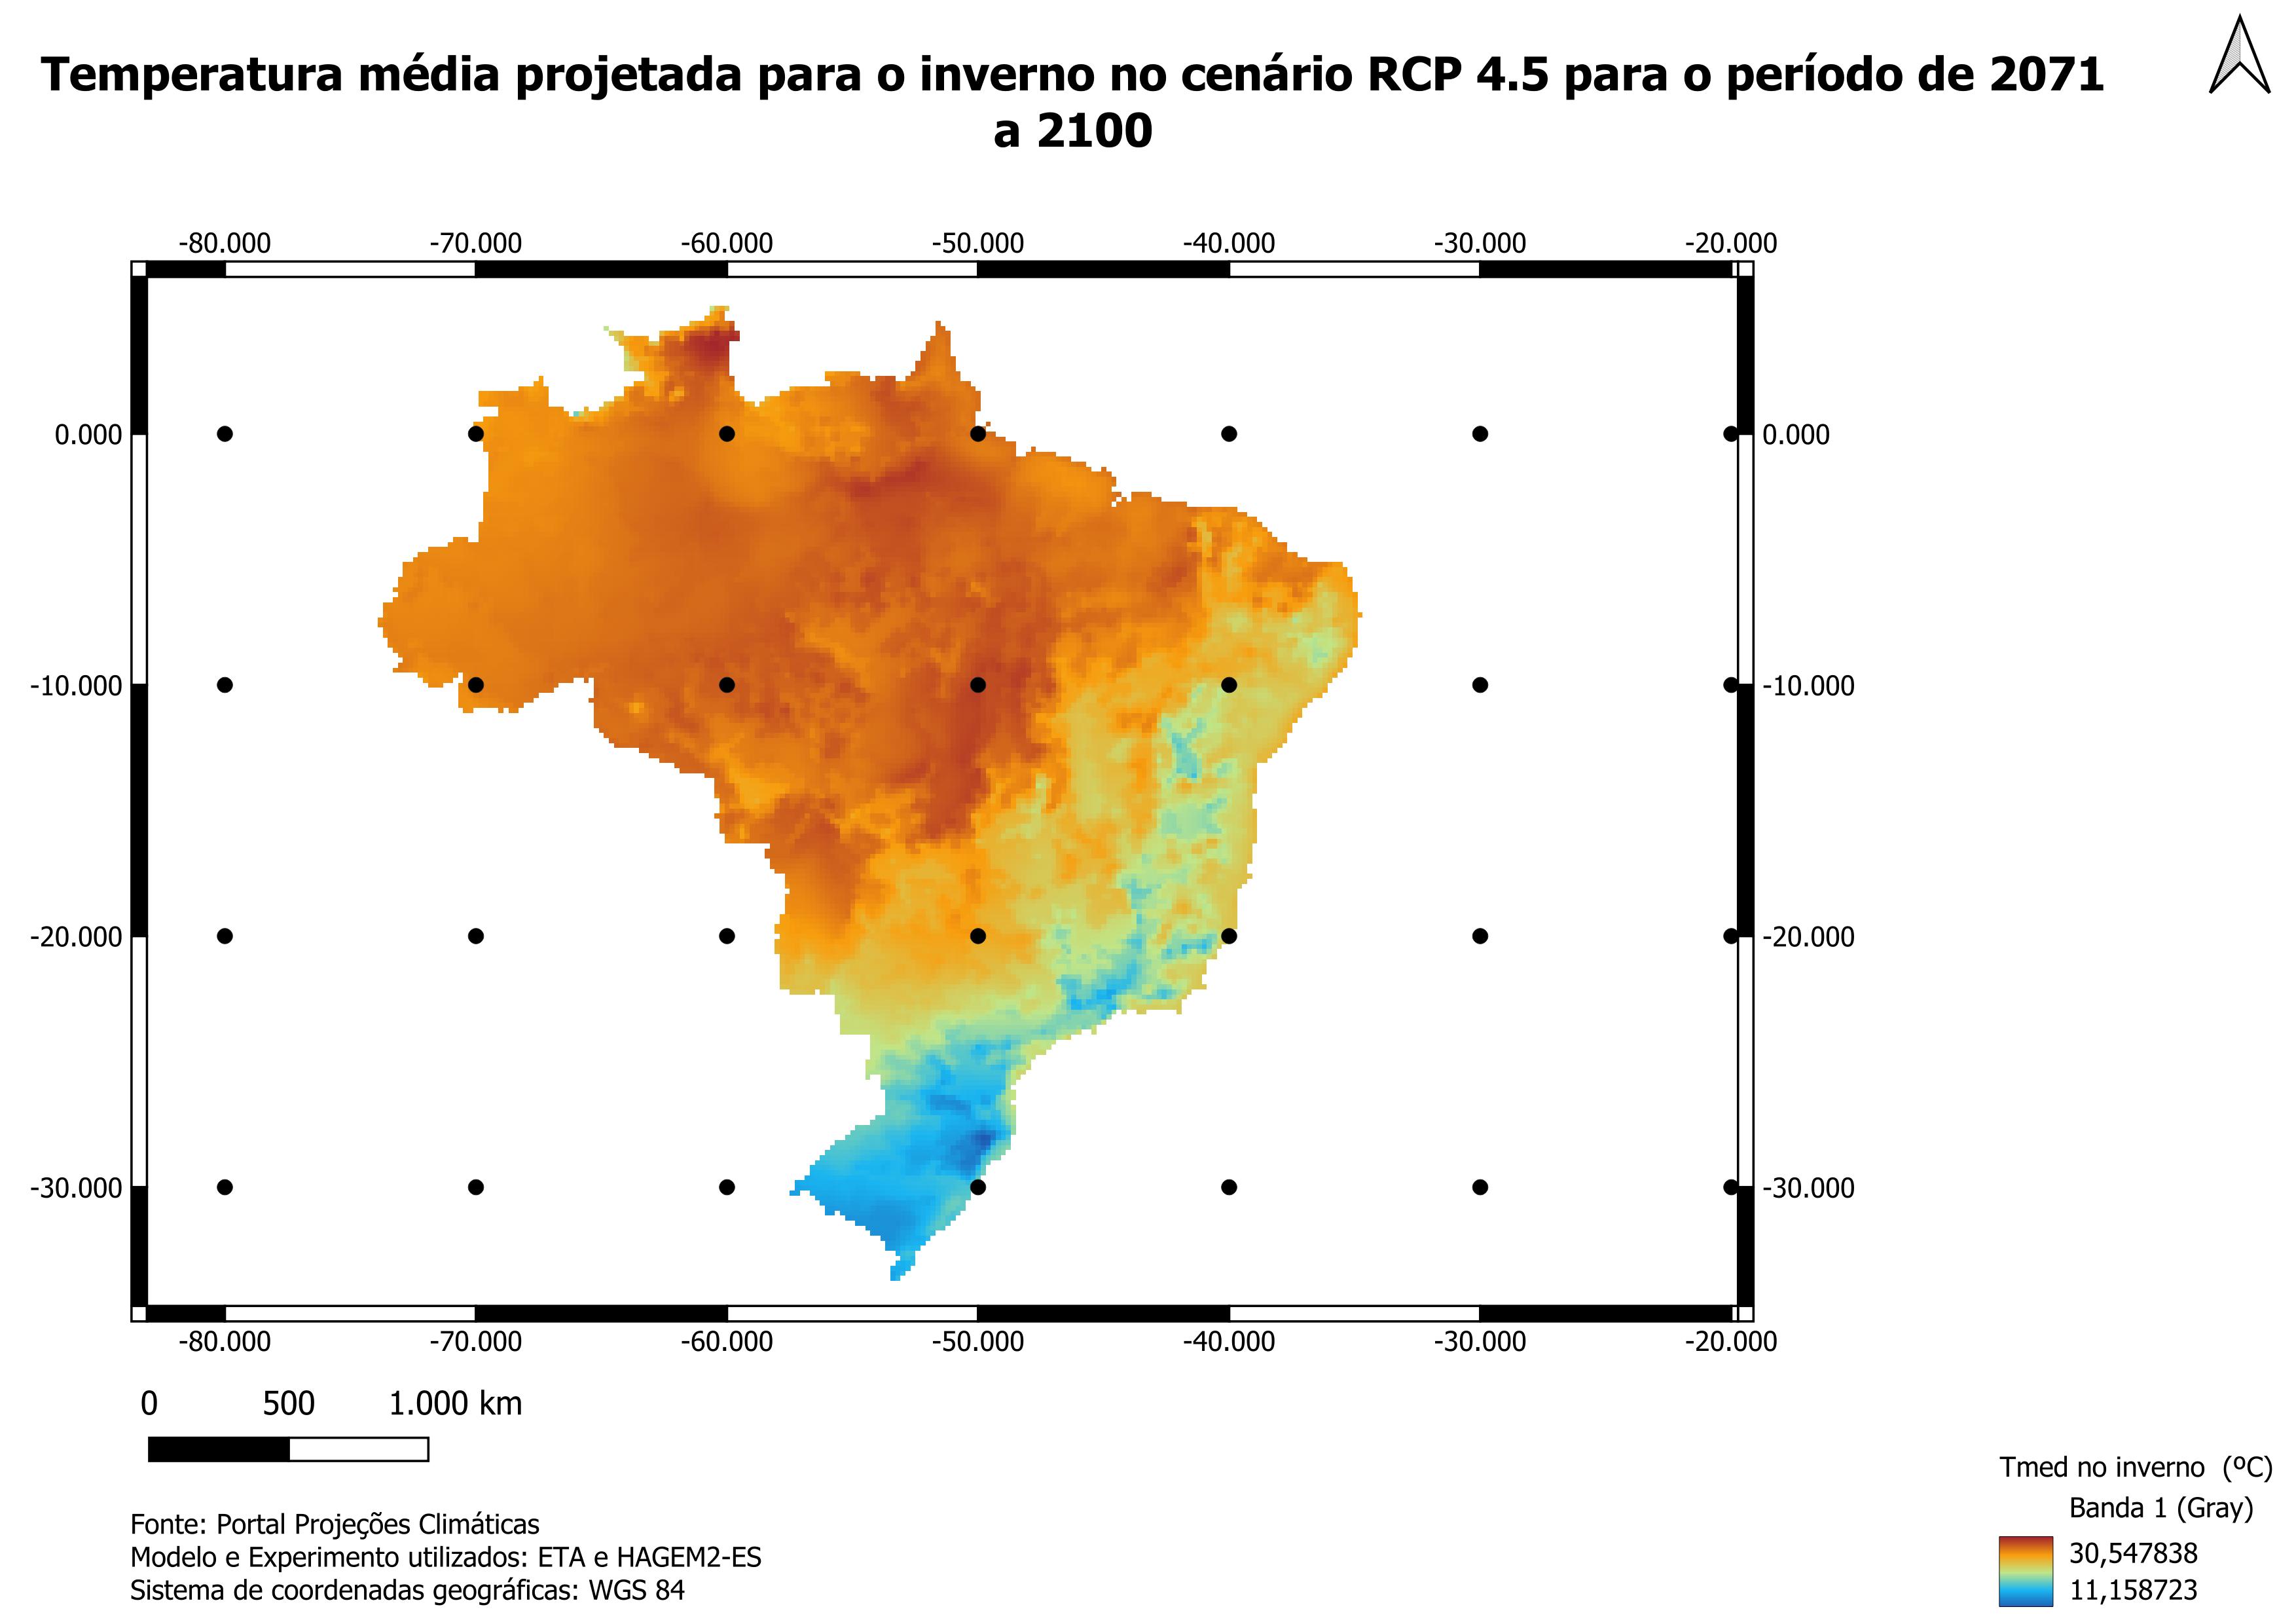 Temperatura média projetada para o inverno no cenário RCP 4.5 para o período de 2071
a 2100
-80.000 -70.000 -60.000 -50.000 -40.000 -30.000 -20.000
0.000 0.000
-10.000 -10.000
-20.000 -20.000
-30.000 -30.000
-80.000 -70.000 -60.000 -50.000 -40.000 -30.000 -20.000
0 500 1.000 km
Tmed no inverno (ºC)
Banda 1 (Gray)
30,547838
11,158723
Fonte: Portal Projeções Climáticas
Modelo e Experimento utilizados: ETA e HAGEM2-ES
Sistema de coordenadas geográficas: WGS 84